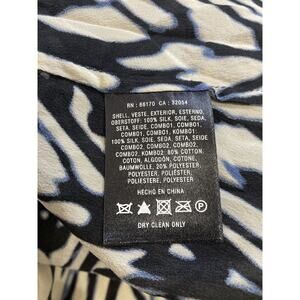 RN: 66170 CA: 32054
SHELL, VESTE, EXTERIOR, ESTERNO,
OBERSTOFF: 100% SILK, SOIE, SEDA,
SETA, SEIDE, COMBO1, COMBO1,
COMBO1, COMBO1, KOMBO1:
100% SILK, SOIE, SEDA, SETA,
SEIDE, COMBO2, COMBO2, COMBO2,
COMBO2, KOMBO2: 80% COTTON,
COTON, ALGODÓN, COTONE,
BAUMWOLLE, 20% POLYESTER,
POLYESTER, POLIÉSTER,
POLIESTERE, POLYESTER
HECHO EN CHINA
P
DRY CLEAN ONLY